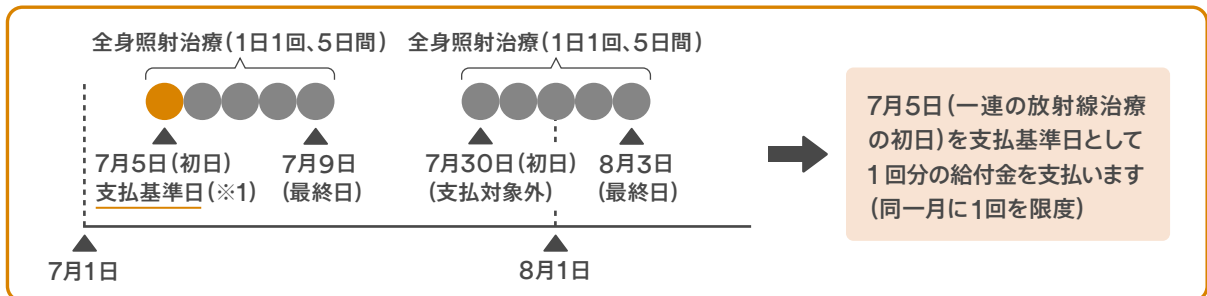 全身照射治療(1日1回、5日間)
全身照射治療(1日1回、5日間)
7月5日(初日)
支払基準日(※1)
7月9日
(最終日)
7月30日(初日)
(支払対象外)
8月3日
(最終日)
7月1日
8月1日
7月5日(一連の放射線治療
の初日)を支払基準日として
1回分の給付金を支払います
(同一月に1回を限度)